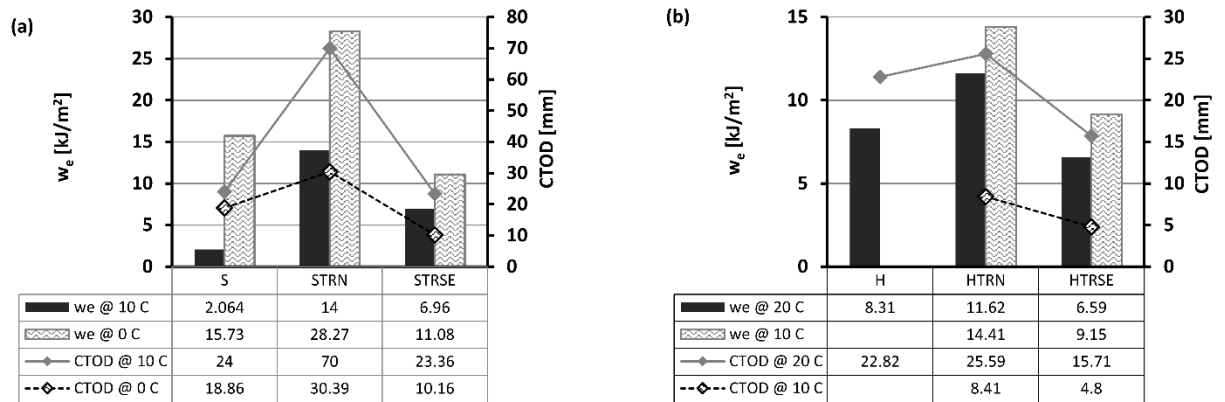 (a)
30
25
20
15
10
5
0
w_e [kJ/m²]
80
70
60
50
40
30
20
10
0
CTOD [mm]
S STRN STRSE
we @ 10 C 2.064 14 6.96
we @ 0 C 15.73 28.27 11.08
CTOD @ 10 C 24 70 23.36
CTOD @ 0 C 18.86 30.39 10.16
(b)
15
10
5
0
w_e [kJ/m²]
30
25
20
15
10
5
0
CTOD [mm]
H HTRN HTRSE
we @ 20 C 8.31 11.62 6.59
we @ 10 C 14.41 9.15
CTOD @ 20 C 22.82 25.59 15.71
CTOD @ 10 C 8.41 4.8